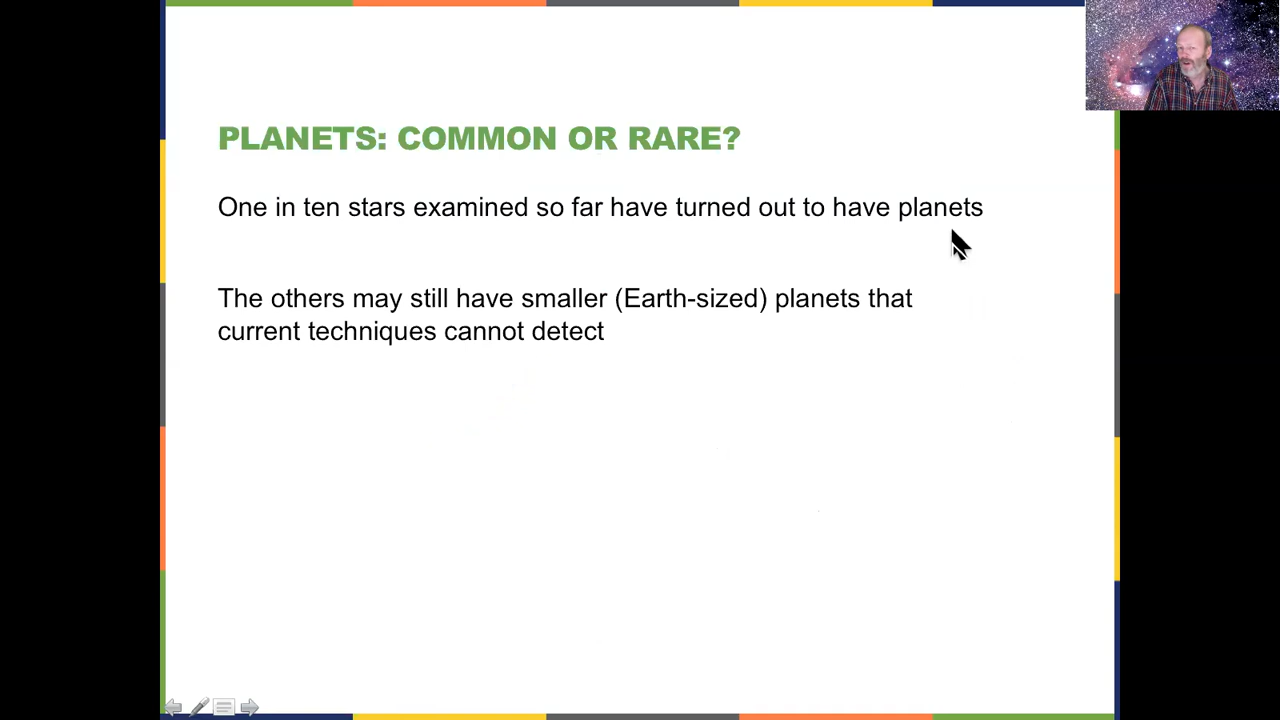 PLANETS: COMMON OR RARE?
One in ten stars examined so far have turned out to have planets
The others may still have smaller (Earth-sized) planets that
current techniques cannot detect